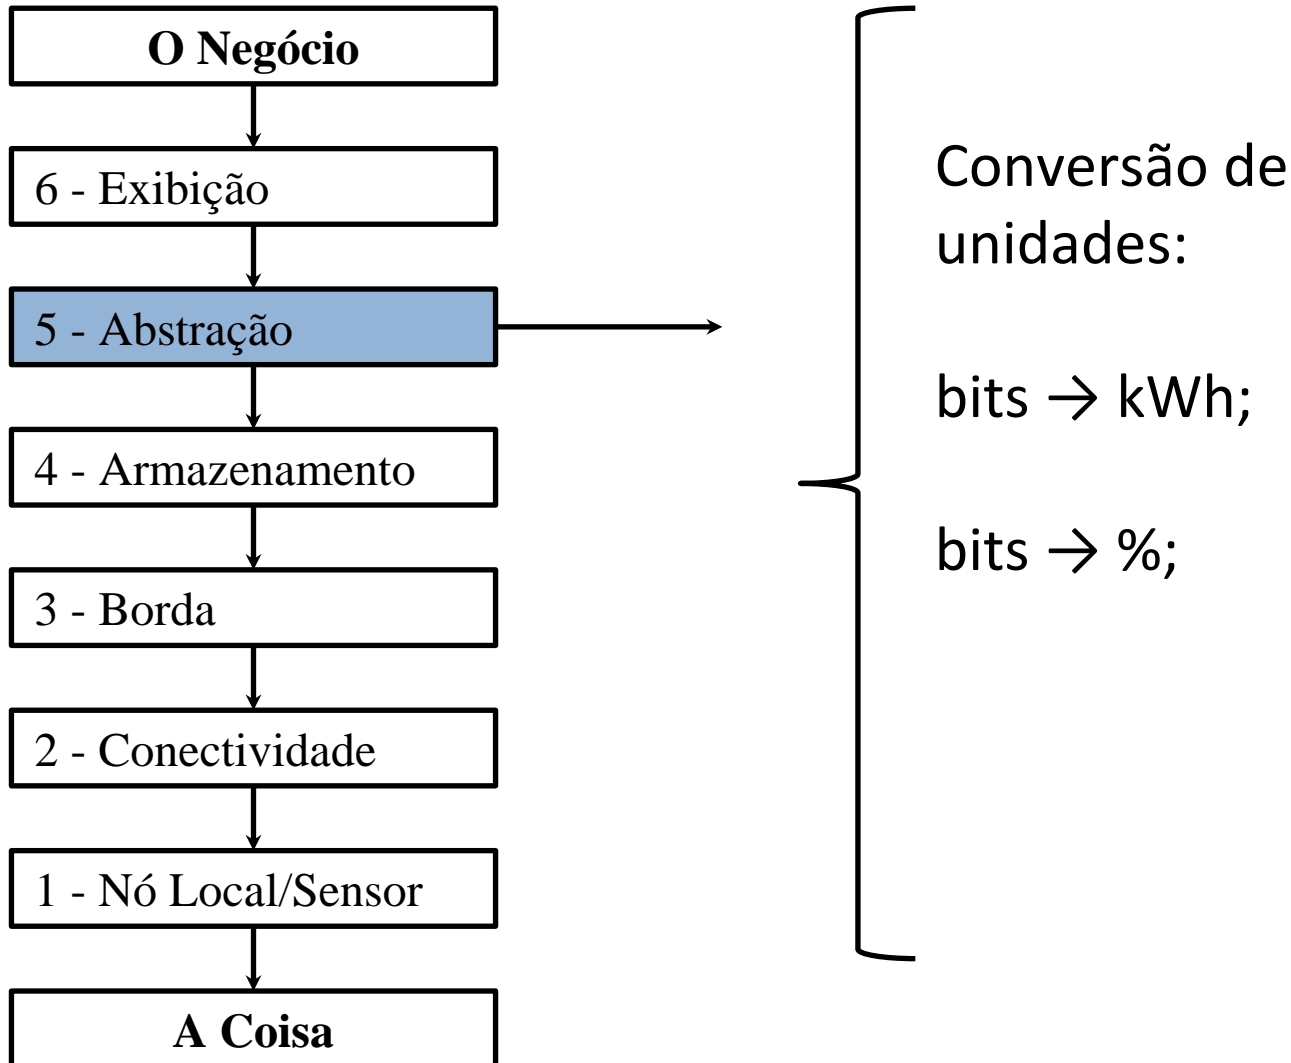 O Negócio
6 - Exibição
5 - Abstração
4 - Armazenamento
3 - Borda
2 - Conectividade
1 - Nó Local/Sensor
A Coisa
Conversão de
unidades:
bits → kWh;
bits → %;